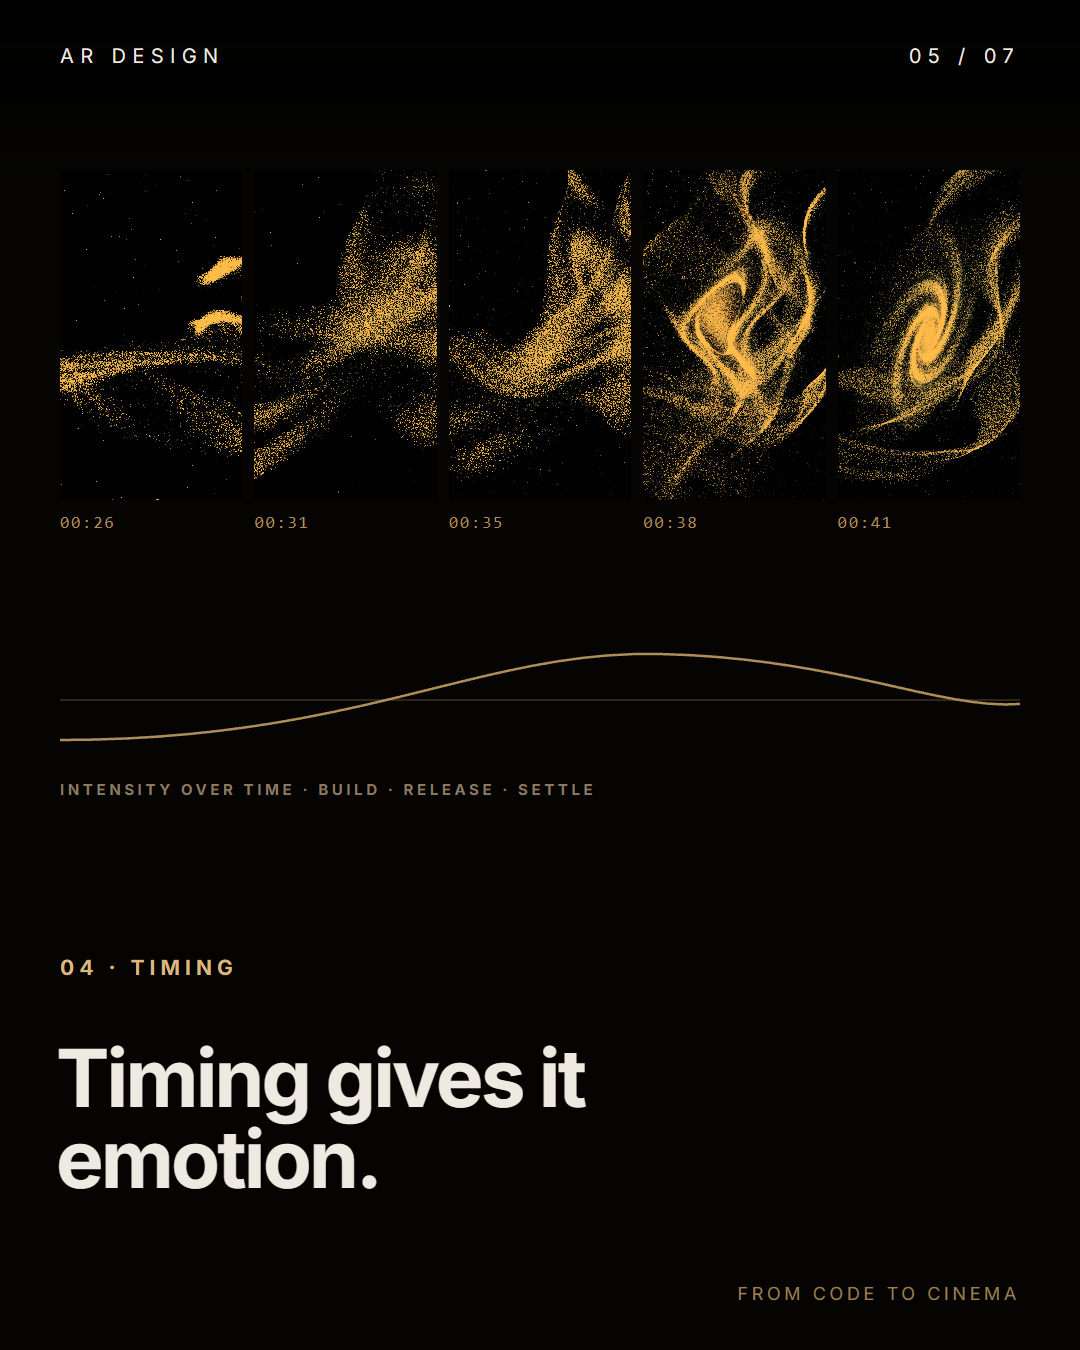 AR DESIGN
05 / 07
00:26
00:31
00:35
00:38
00:41
INTENSITY OVER TIME · BUILD · RELEASE · SETTLE
04 · TIMING
Timing gives it
emotion.
FROM CODE TO CINEMA